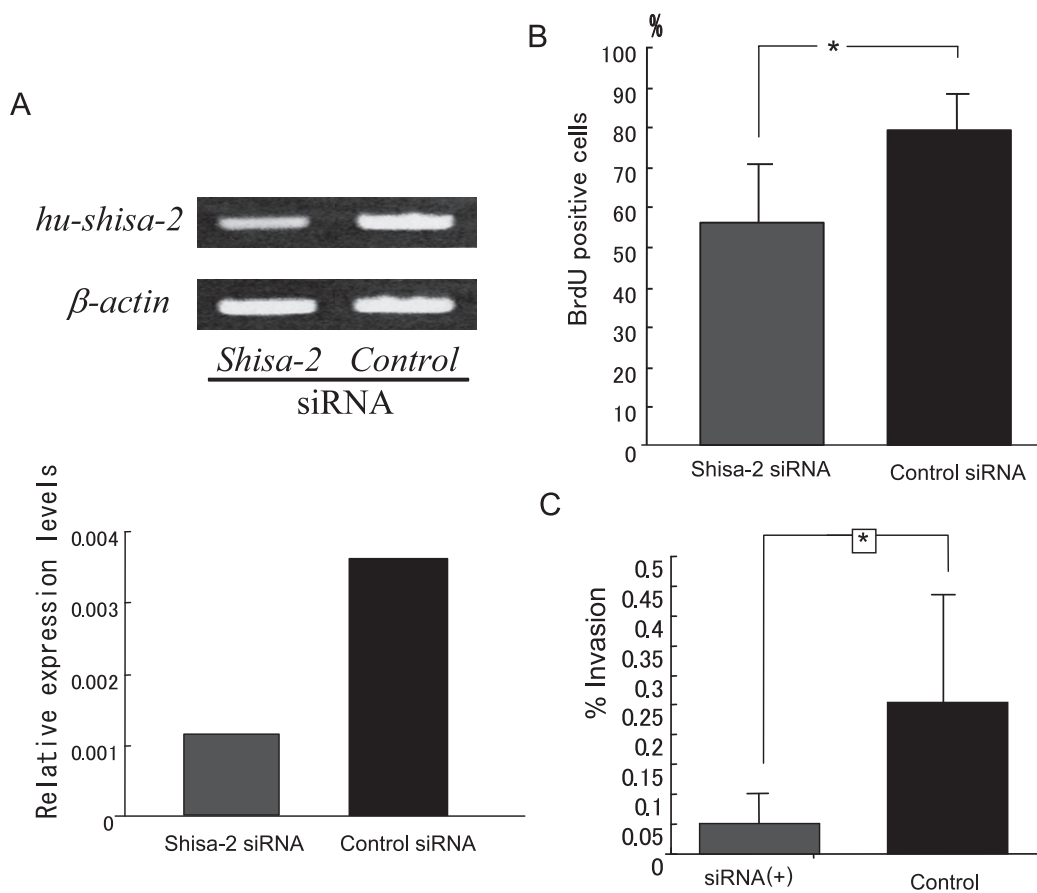 A
hu-shisa-2
β-actin
Shisa-2 Control
siRNA
Relative expression levels
0.004
0.003
0.002
0.001
0
Shisa-2 siRNA Control siRNA
B
%
*
BrdU positive cells
100
90
80
70
60
50
40
30
20
10
0
Shisa-2 siRNA Control siRNA
C
*
% Invasion
0.5
0.45
0.4
0.35
0.3
0.25
0.2
0.15
0.1
0.05
0
siRNA(+) Control